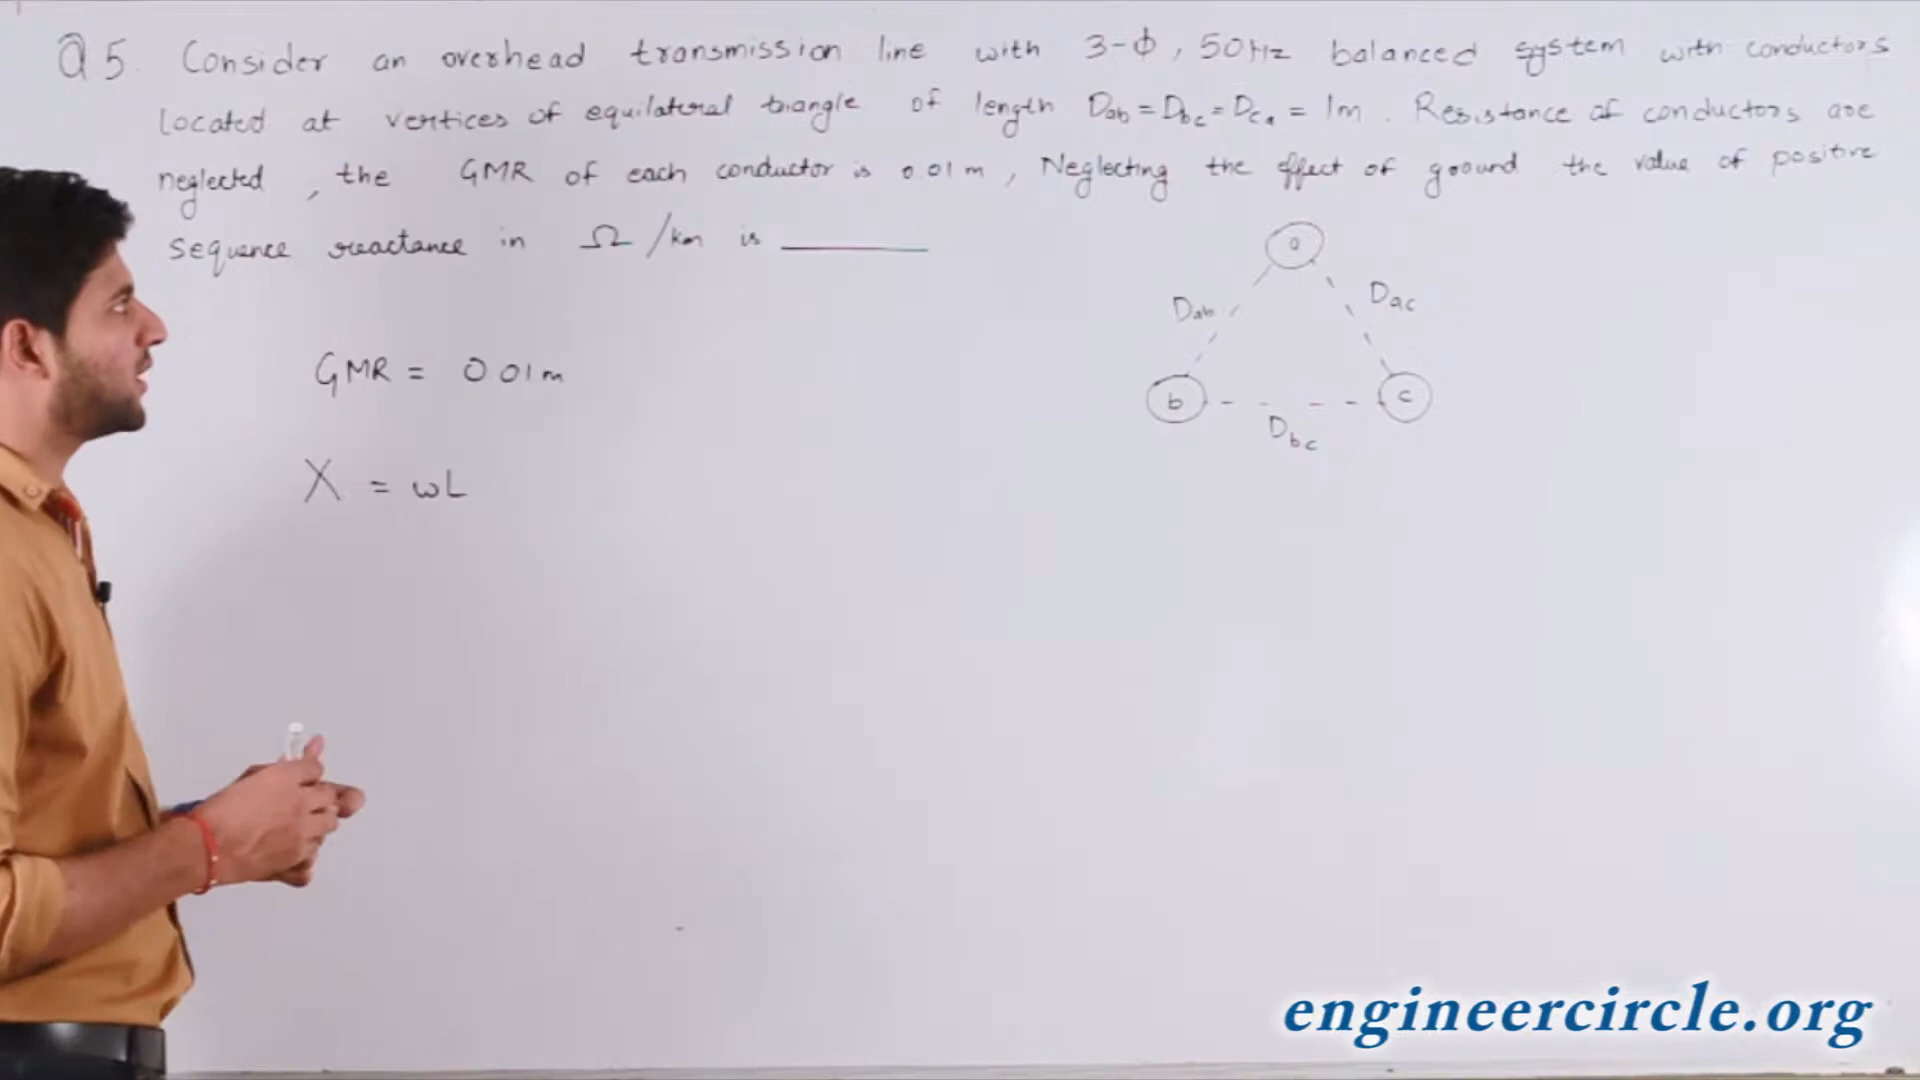 Q5. Consider an overhead transmission line with 3-Φ, 50Hz balanced system with conductors
located at vertices of equilateral triangle of length Dab = Dbc = Dca = 1m. Resistance of conductors are
neglected, the GMR of each conductor is 0.01m, Neglecting the effect of ground the value of positive
sequence reactance in Ω/km is ______
a
Dab
Dac
b
c
Dbc
GMR = 0.01m
X = ωL
engineercircle.org